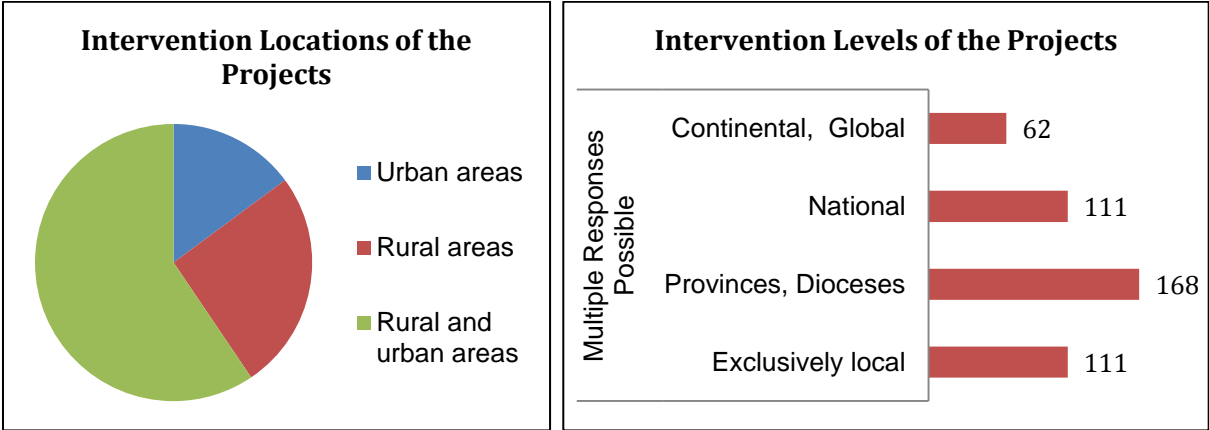 Intervention Locations of the
Projects
Urban areas
Rural areas
Rural and
urban areas
Intervention Levels of the Projects
Multiple Responses
Possible
Continental,  Global
62
National
111
Provinces, Dioceses
168
Exclusively local
111